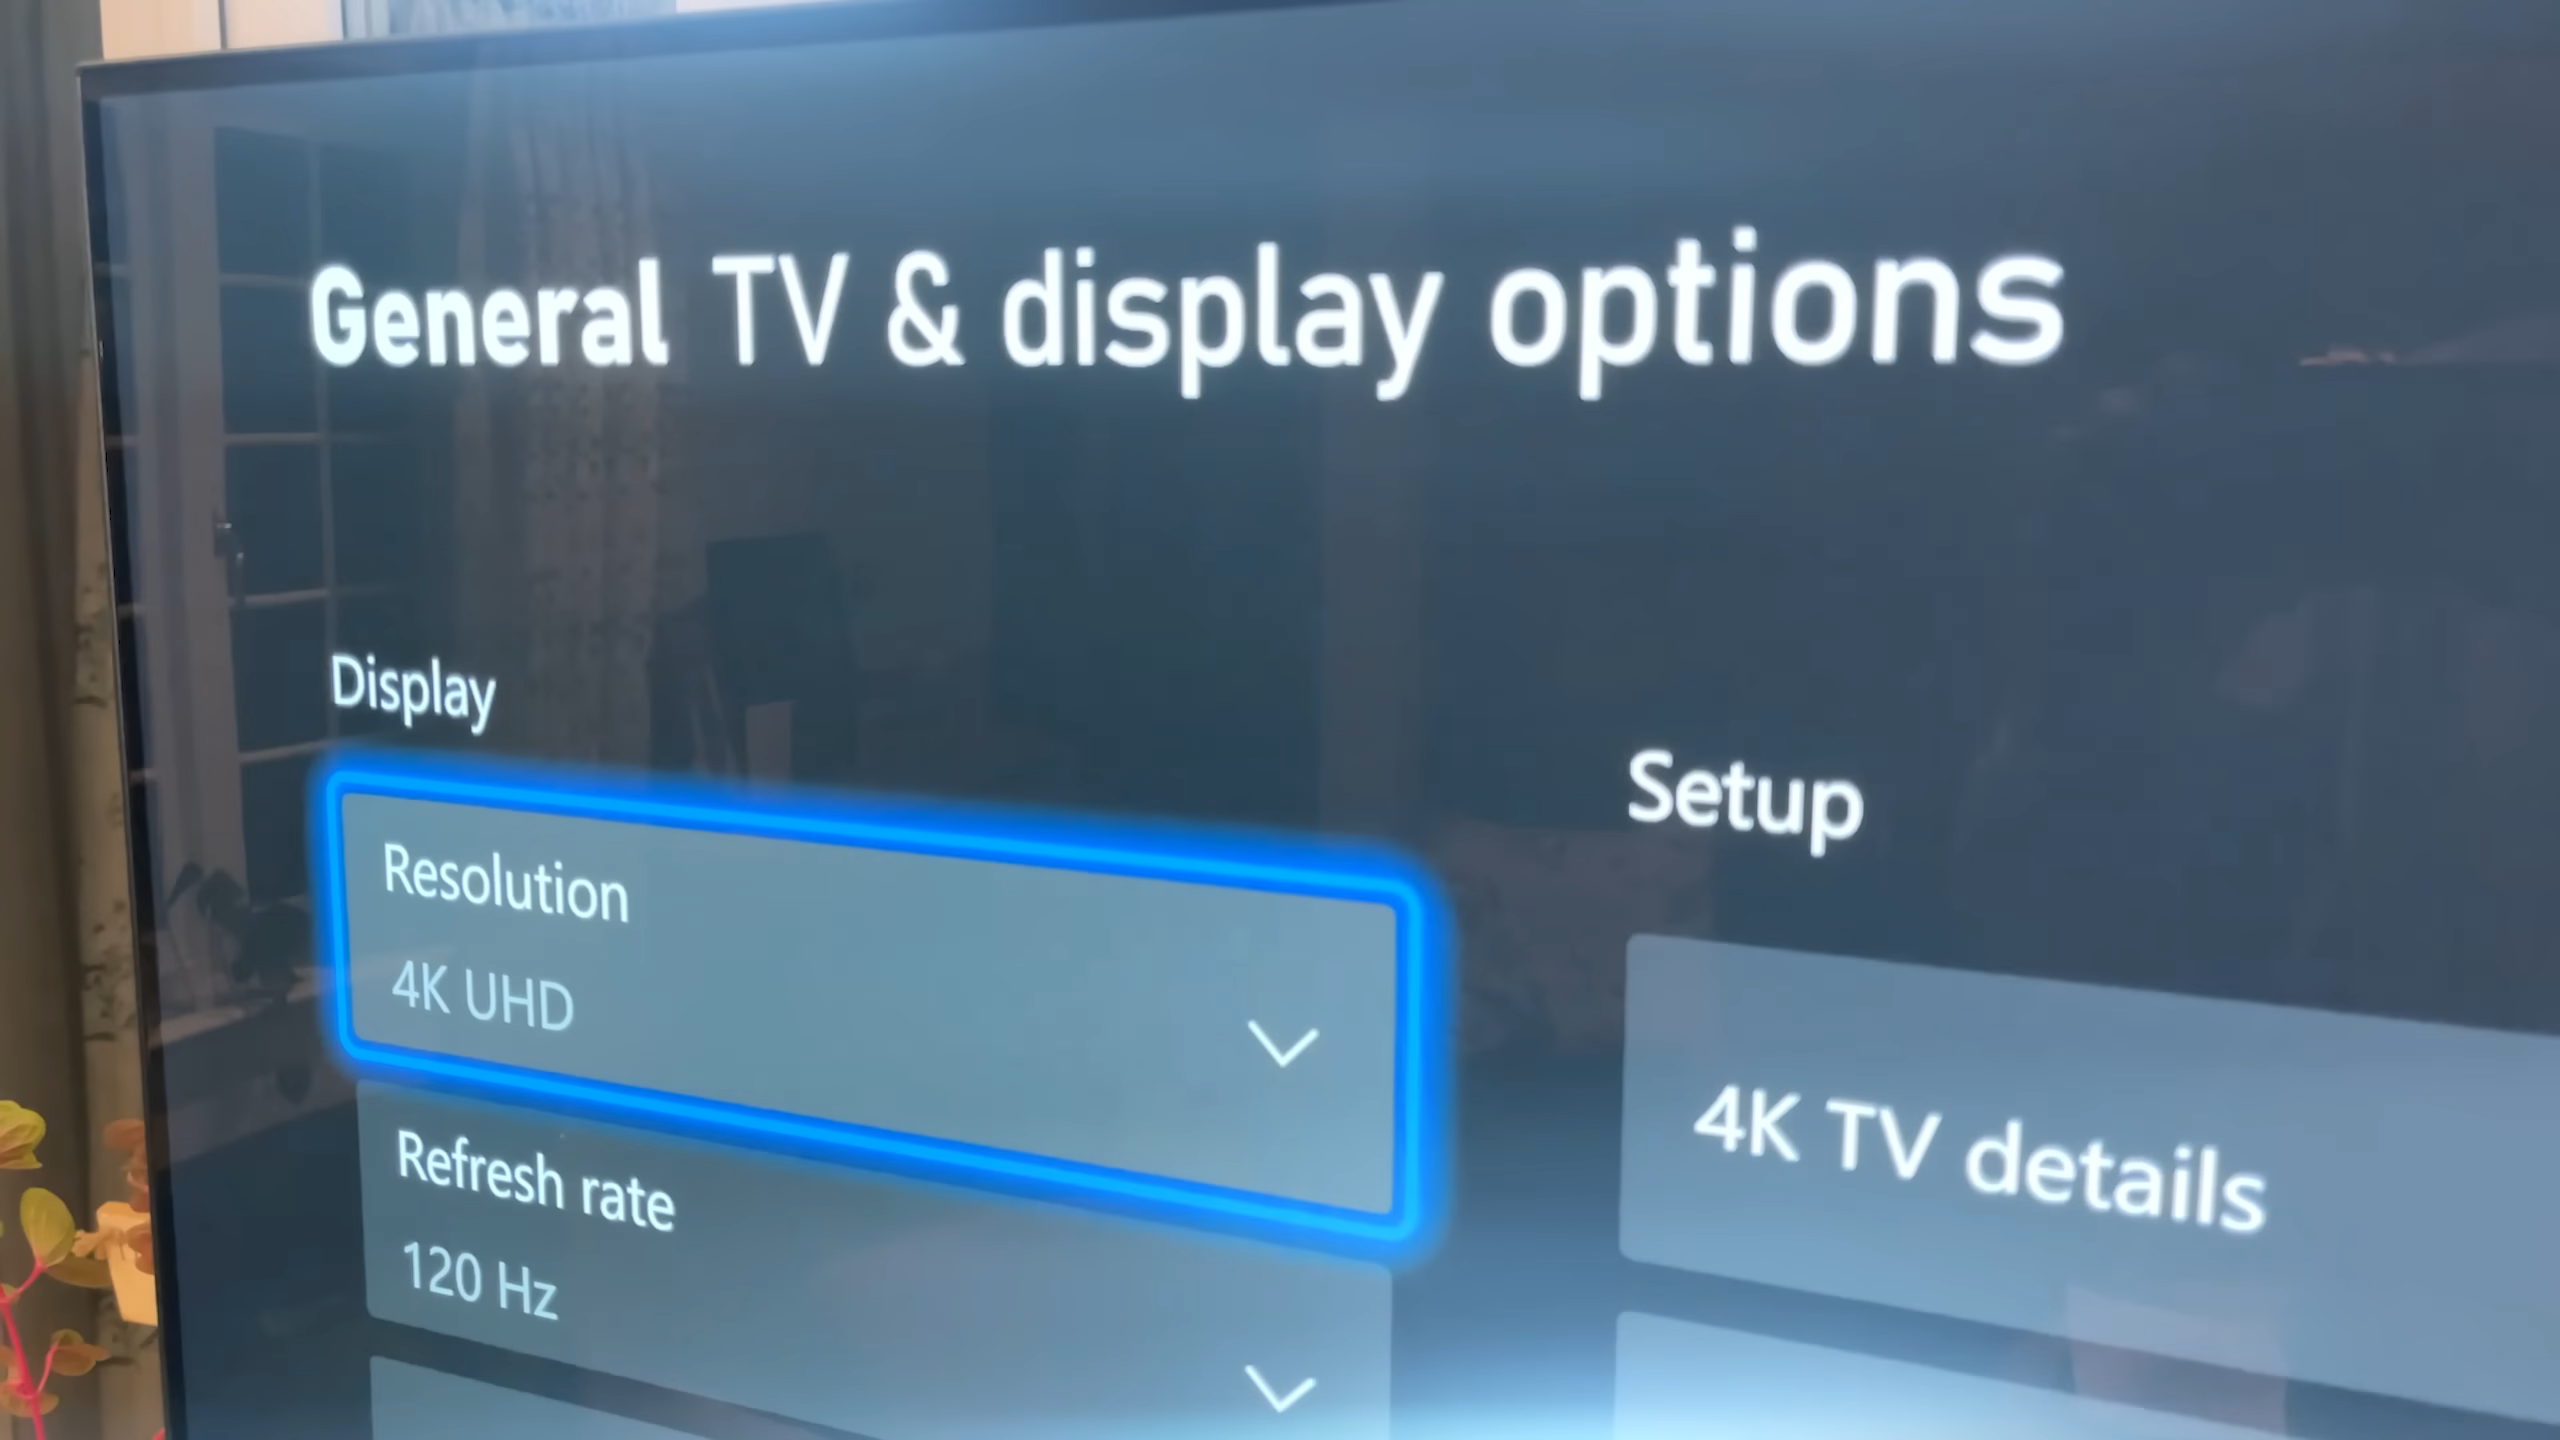 General TV & display options
Display
Resolution
4K UHD
Refresh rate
120 Hz
Setup
4K TV details